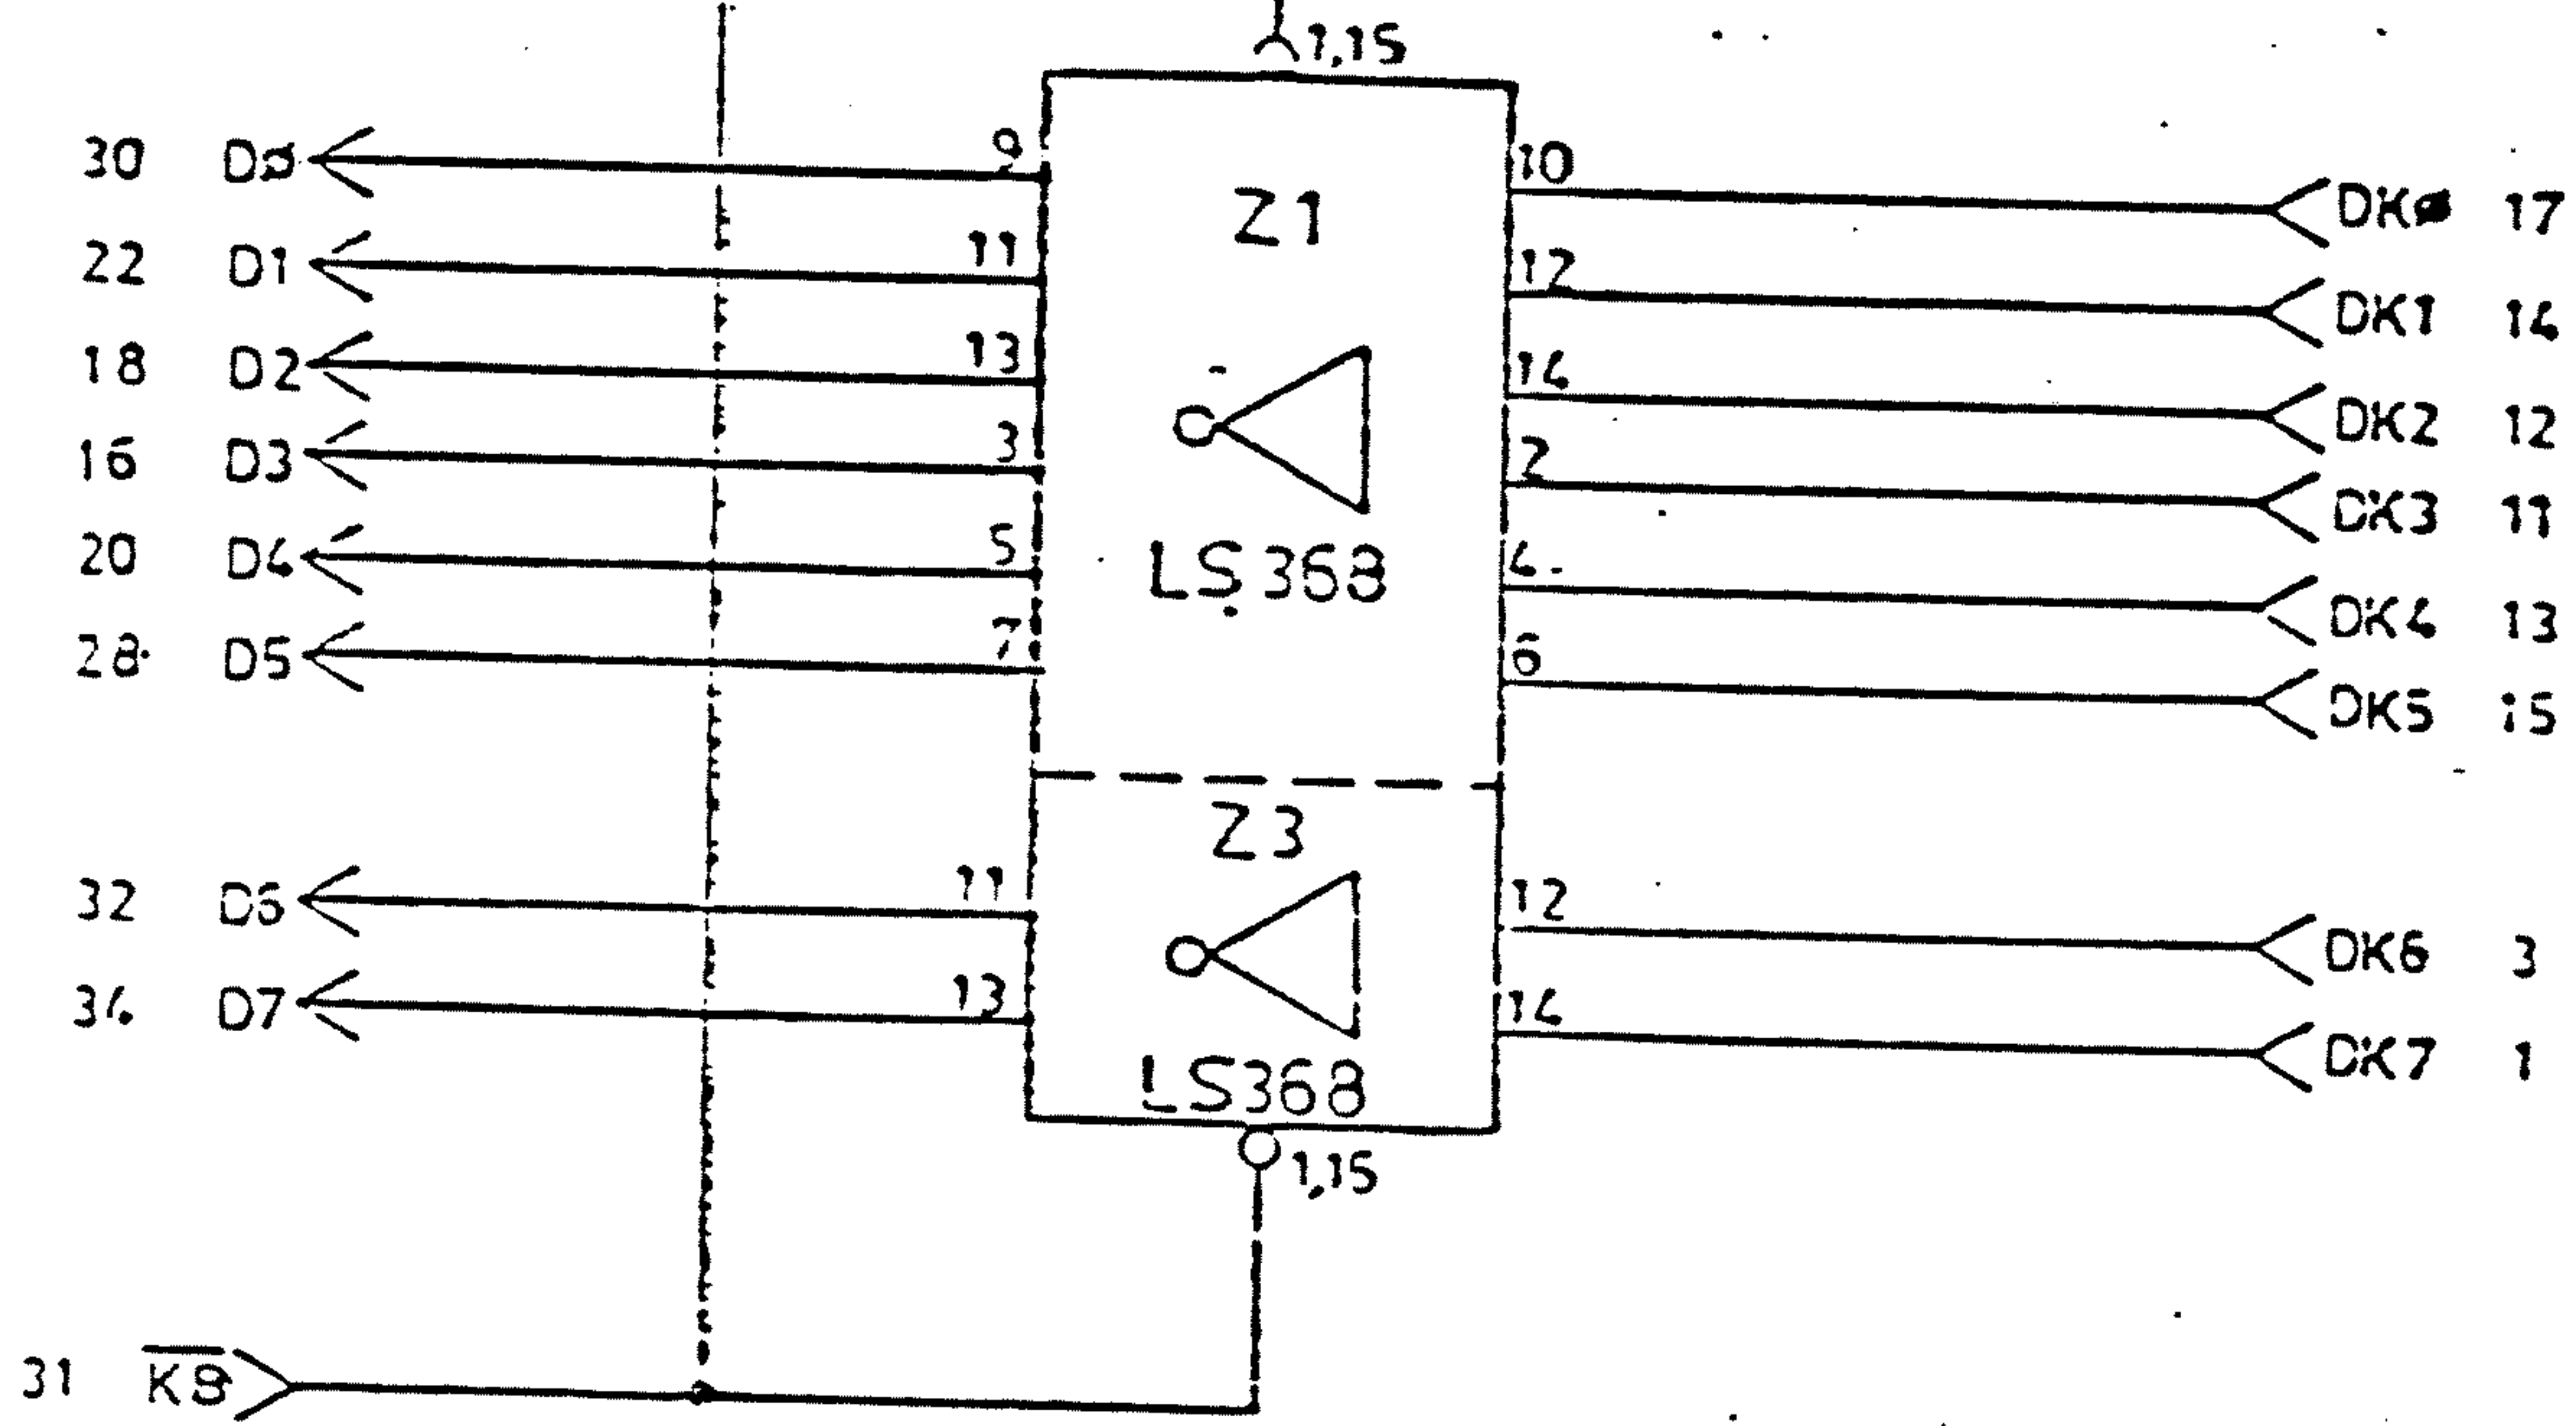 1,15
30 DØ 9 10 DKØ 17
Z1
22 D1 11 12 DK1 14
18 D2 13 14 DK2 12
16 D3 3 2 DK3 11
20 D4 5 4 DK4 13
LS368
28 D5 7 6 DK5 15
Z3
32 D6 11 12 DK6 3
34 D7 13 14 DK7 1
LS368
1,15
31